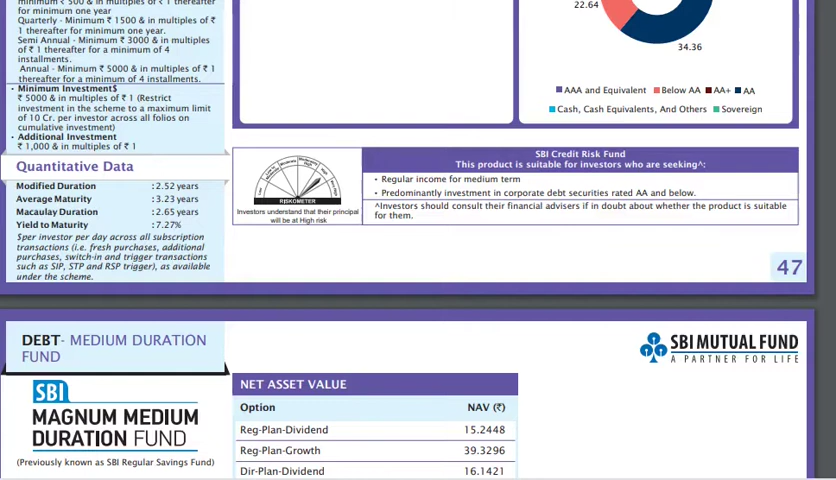 minimum ₹ 500 & in multiples of ₹ 1 thereafter
for minimum one year
Quarterly - Minimum ₹ 1500 & in multiples of ₹
1 thereafter for minimum one year.
Semi Annual - Minimum ₹ 3000 & in multiples
of ₹ 1 thereafter for a minimum of 4
installments.
Annual - Minimum ₹ 5000 & in multiples of ₹ 1
thereafter for a minimum of 4 installments.
• Minimum Investment$
₹ 5000 & in multiples of ₹ 1 (Restrict
investment in the scheme to a maximum limit
of 10 Cr. per investor across all folios on
cumulative investment)
• Additional Investment
₹ 1,000 & in multiples of ₹ 1
Quantitative Data
Modified Duration : 2.52 years
Average Maturity : 3.23 years
Macaulay Duration : 2.65 years
Yield to Maturity : 7.27%
$per investor per day across all subscription
transactions (i.e. fresh purchases, additional
purchases, switch-in and trigger transactions
such as SIP, STP and RSP trigger), as available
under the scheme.
22.64
34.36
AAA and Equivalent Below AA AA+ AA
Cash, Cash Equivalents, And Others Sovereign
RISKOMETER
Investors understand that their principal
will be at High risk
SBI Credit Risk Fund
This product is suitable for investors who are seeking^:
• Regular income for medium term
• Predominantly investment in corporate debt securities rated AA and below.
^Investors should consult their financial advisers if in doubt about whether the product is suitable
for them.
47
DEBT- MEDIUM DURATION
FUND
SBI MUTUAL FUND
A PARTNER FOR LIFE
SBI
MAGNUM MEDIUM
DURATION FUND
(Previously known as SBI Regular Savings Fund)
NET ASSET VALUE
Option NAV (₹)
Reg-Plan-Dividend 15.2448
Reg-Plan-Growth 39.3296
Dir-Plan-Dividend 16.1421